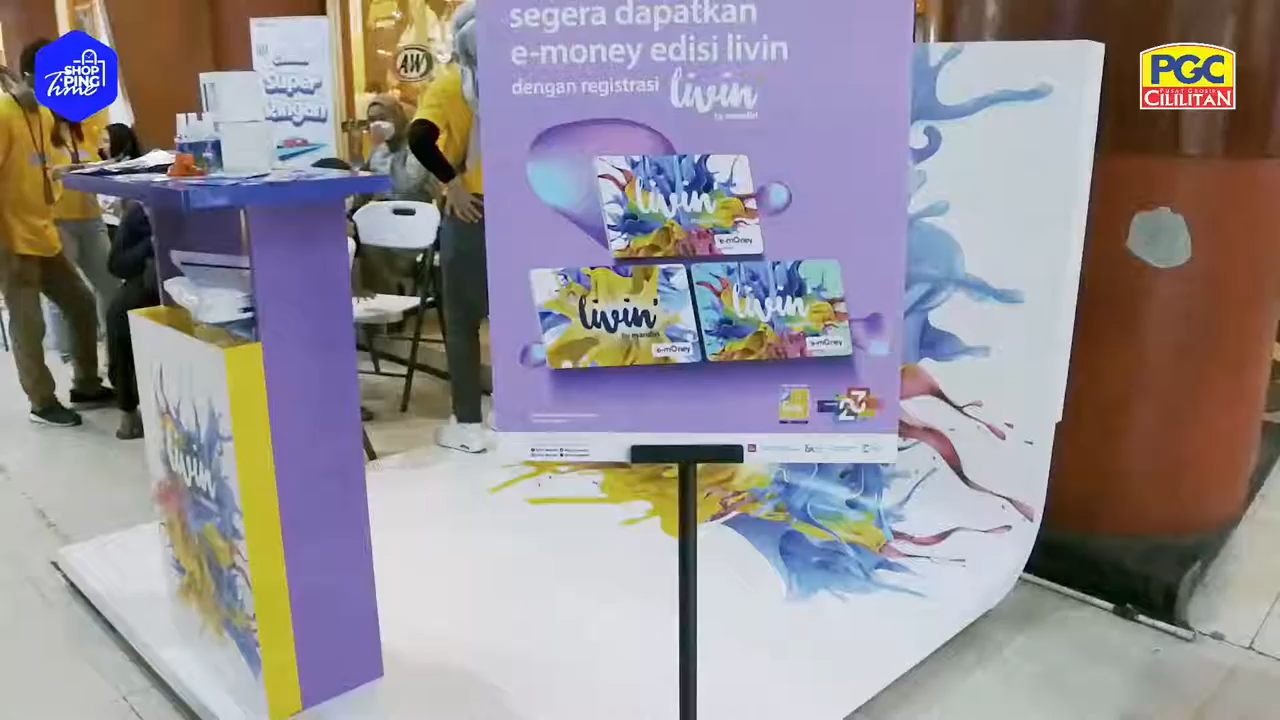 SHOP
PING
Time
PGC
PUSAT GROSIR
CILILITAN
A&W
Super
segera dapatkan
e-money edisi livin
dengan registrasi livin'
by mandiri
livin'
e-money
livin'
by mandiri
e-money
livin'
e-money
livin'